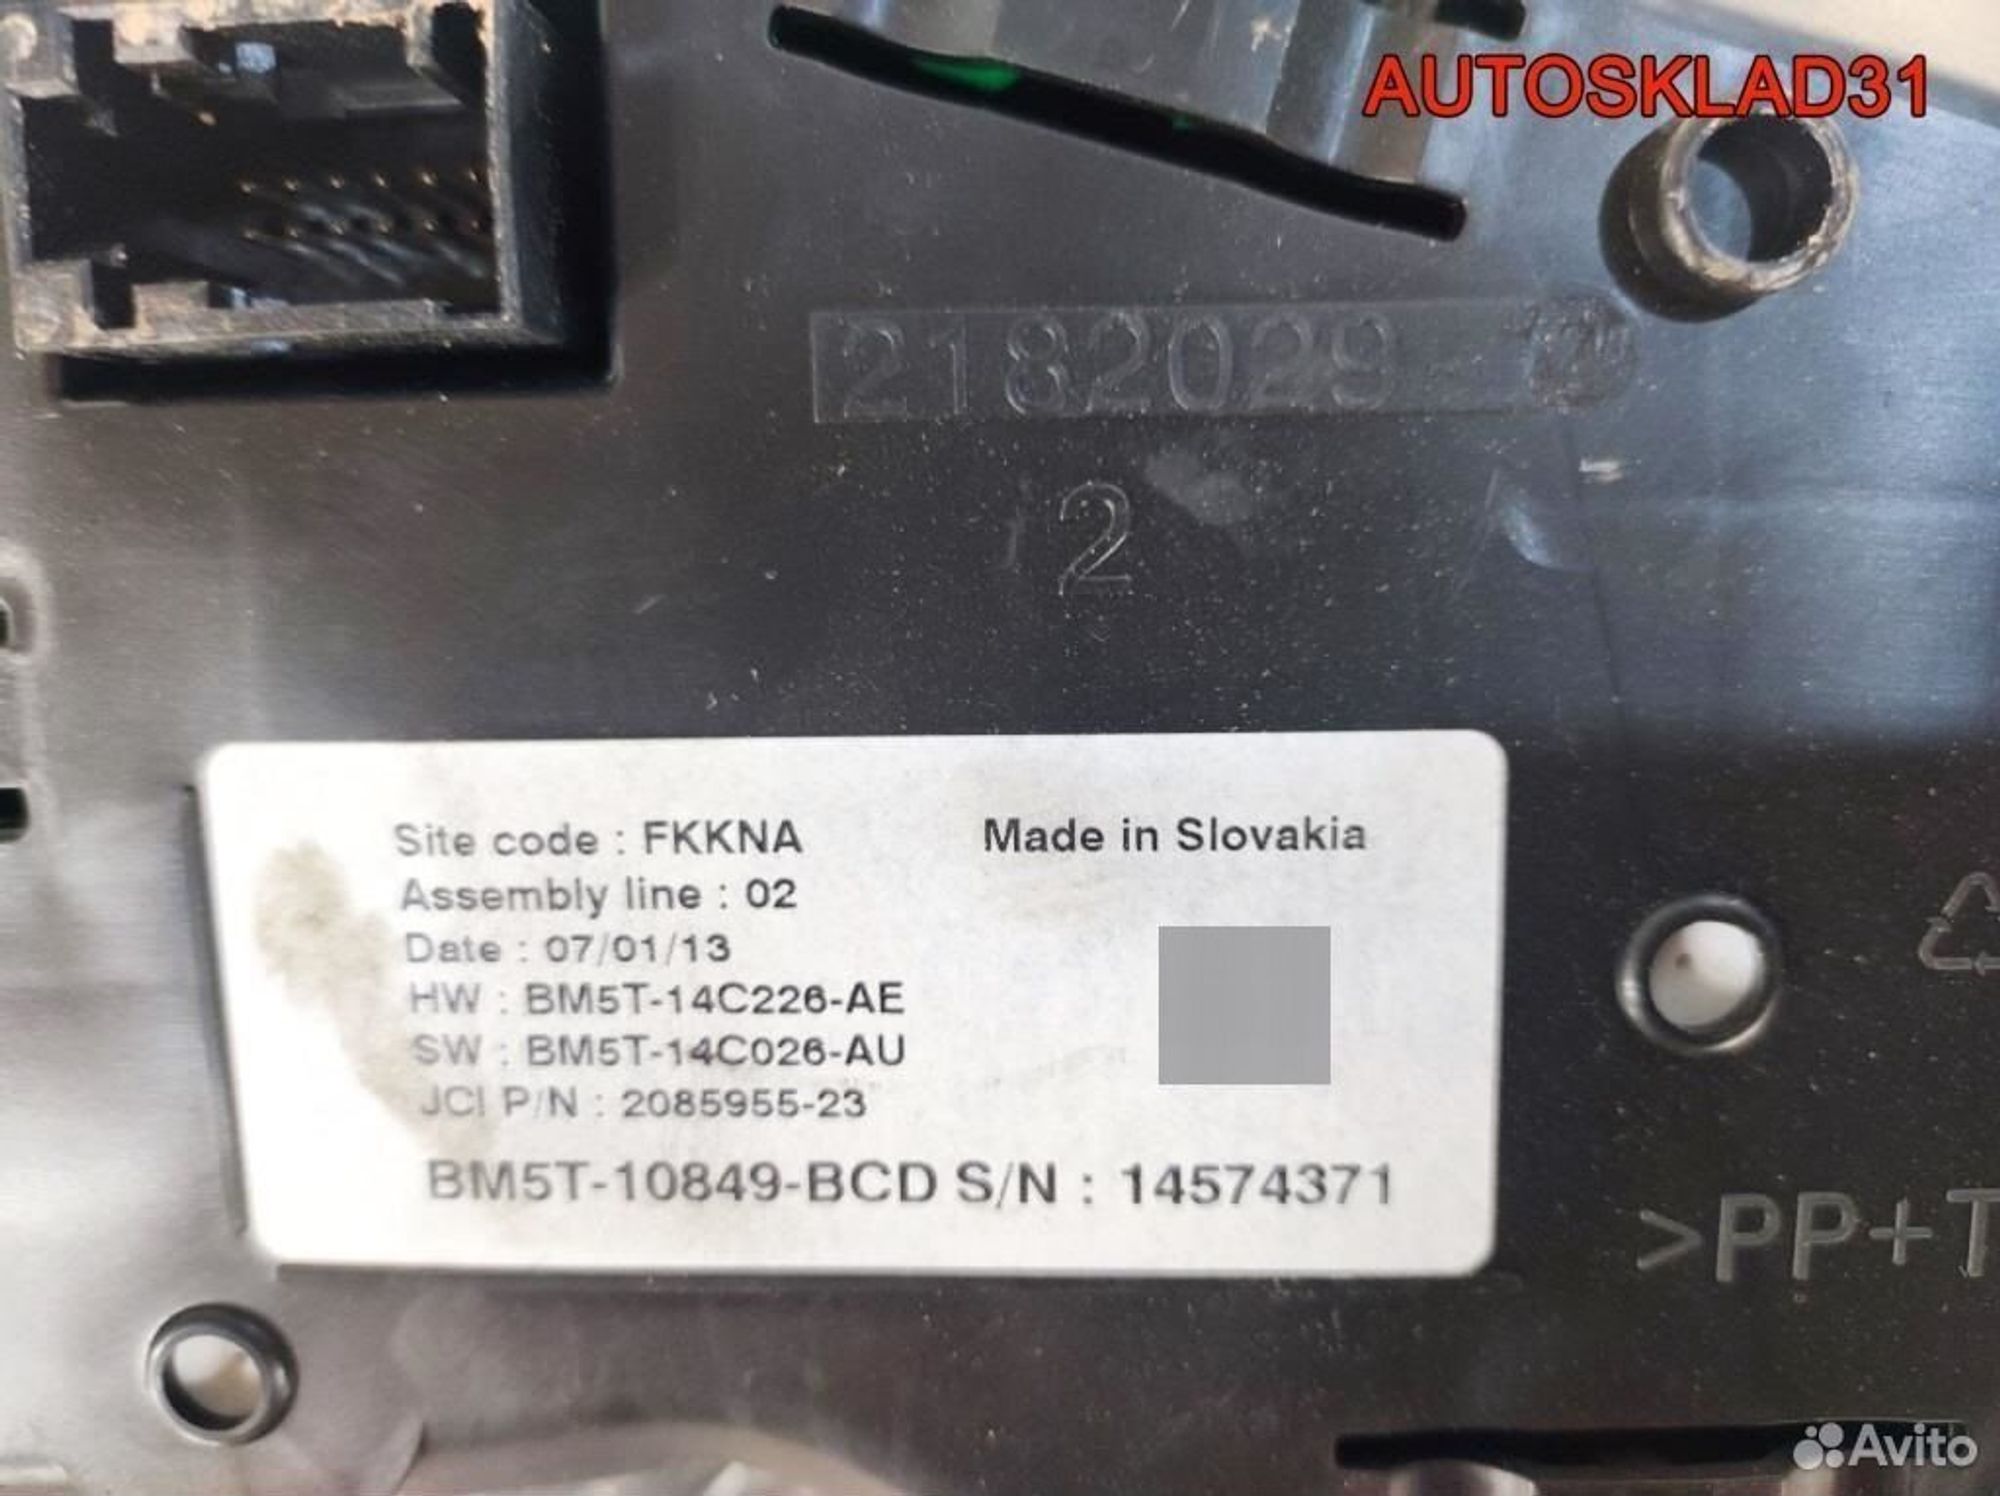 AUTOSKLAD31
2182029-
2
Site code : FKKNA
Made in Slovakia
Assembly line : 02
Date : 07/01/13
HW : BM5T-14C226-AE
SW : BM5T-14C026-AU
JCI P/N : 2085955-23
BM5T-10849-BCD S/N : 14574371
>PP+T
Avito